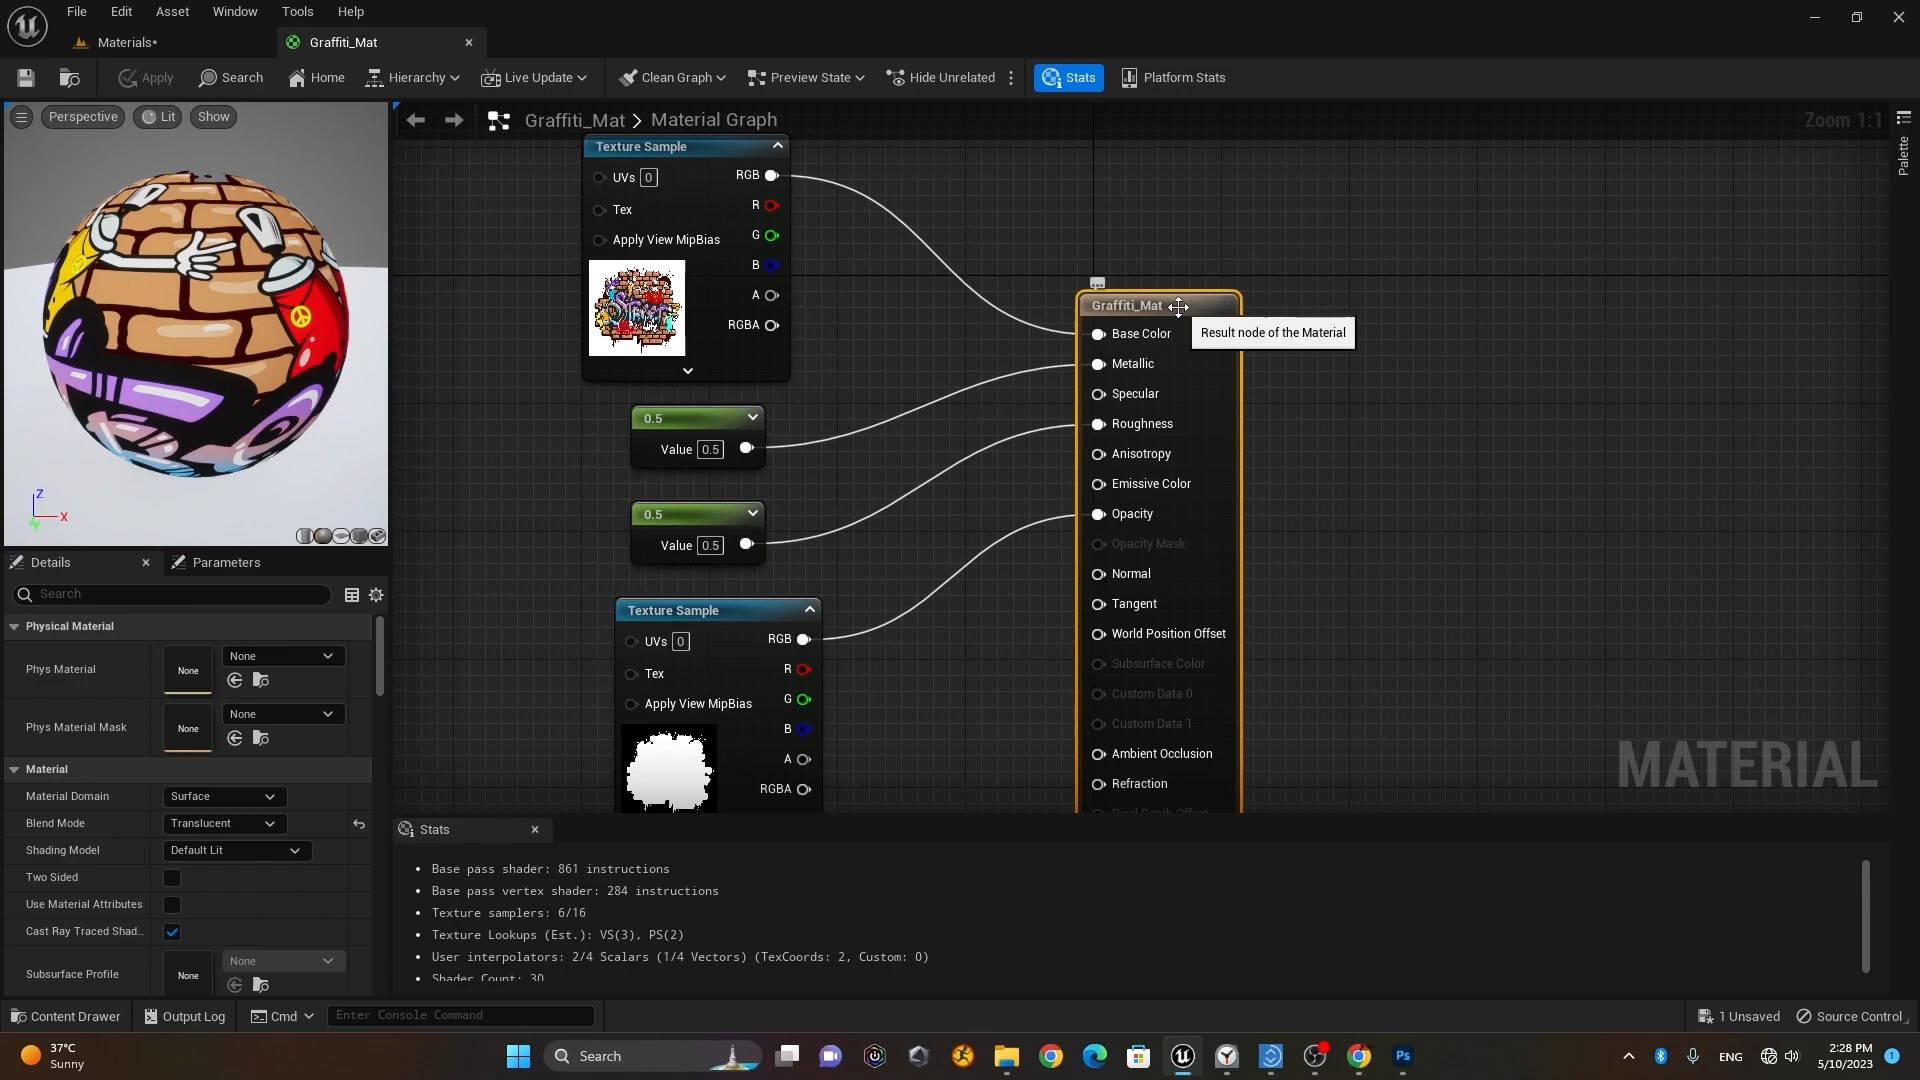 File Edit Asset Window Tools Help
Materials*
Graffiti_Mat
Apply Search Home Hierarchy Live Update Clean Graph Preview State Hide Unrelated Stats Platform Stats
Perspective Lit Show
Graffiti_Mat Material Graph
Zoom 1:1
Palette
Texture Sample
UVs 0 RGB
Tex R
Apply View MipBias G
B
A
RGBA
Street
0.5
Value 0.5
0.5
Value 0.5
Texture Sample
UVs 0 RGB
Tex R
Apply View MipBias G
B
A
RGBA
Graffiti_Mat
Result node of the Material
Base Color
Metallic
Specular
Roughness
Anisotropy
Emissive Color
Opacity
Opacity Mask
Normal
Tangent
World Position Offset
Subsurface Color
Custom Data 0
Custom Data 1
Ambient Occlusion
Refraction
Pixel Depth Offset
MATERIAL
Z
X
Details
Parameters
Search
Physical Material
Phys Material None None
Phys Material Mask None None
Material
Material Domain Surface
Blend Mode Translucent
Shading Model Default Lit
Two Sided
Use Material Attributes
Cast Ray Traced Shad...
Subsurface Profile None None
Stats
Base pass shader: 861 instructions
Base pass vertex shader: 284 instructions
Texture samplers: 6/16
Texture Lookups (Est.): VS(3), PS(2)
User interpolators: 2/4 Scalars (1/4 Vectors) (TexCoords: 2, Custom: 0)
Shader Count: 30
Content Drawer Output Log Cmd Enter Console Command 1 Unsaved Source Control
37°C
Sunny
Search
Ps
ENG
2:28 PM
5/10/2023
1